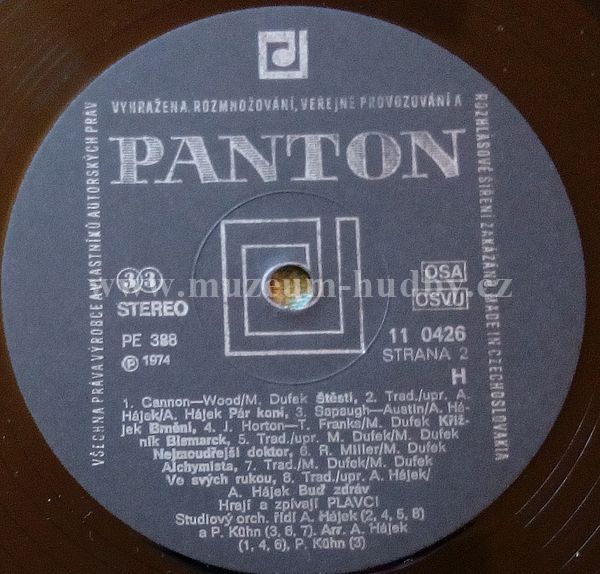 VYHRAŽENA. ROZMNOŽOVÁNÍ, VEŘEJNÉ PROVOZOVÁNÍ A
ROZHLASOVÉ ŠÍŘENÍ ZAKÁZÁNO. MADE IN CZECHOSLOVAKIA
VŠECHNA PRÁVA VÝROBCE A VLASTNÍKŮ AUTORSKÝCH PRÁV
PANTON
www.muzeum-hudby.cz
33 OSA
STEREO OSVU
PE 388 11 0426
Ⓟ 1974 STRANA 2
H
1. Cannon—Wood/M. Dufek Štěstí, 2. Trad./upr. A.
Hájek/A. Hájek Pár koní, 3. Sapaugh—Austin/A. Há-
jek Brnění, 4. J. Horton—T. Franks/M. Dufek Křiž-
ník Bismarck, 5. Trad./upr. M. Dufek/M. Dufek
Nejmoudřejší doktor, 6. R. Miller/M. Dufek
Alchymista, 7. Trad./M. Dufek/M. Dufek
Ve svých rukou, 8. Trad./upr. A. Hájek/
A. Hájek Buď zdráv
Hrají a zpívají PLAVCI
Studiový orch. řídí A. Hájek (2, 4, 5, 8)
a P. Kühn (3, 6, 7). Arr. A. Hájek
(1, 4, 6), P. Kühn (3)